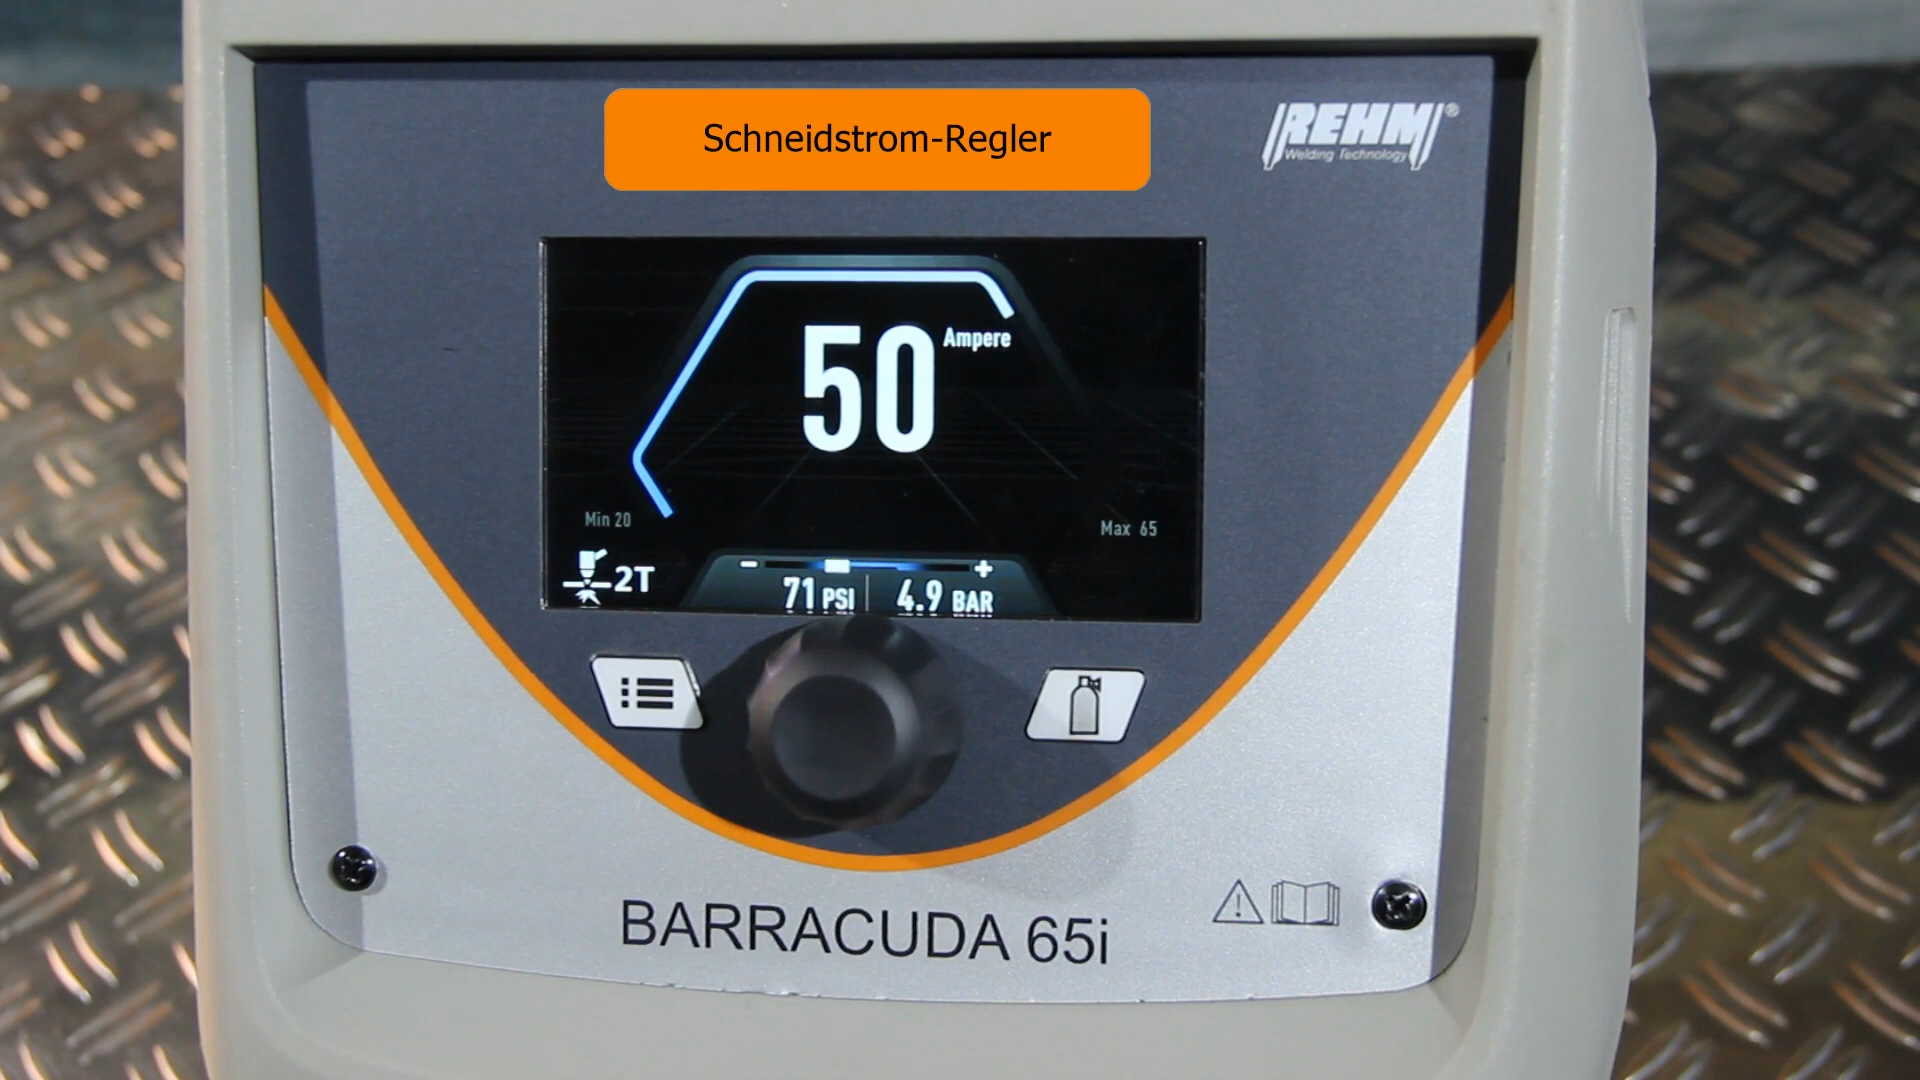 Schneidstrom-Regler
REHM®
Welding Technology
50 Ampere
Min 20
Max 65
2T
- +
71 PSI | 4.9 BAR
BARRACUDA 65i